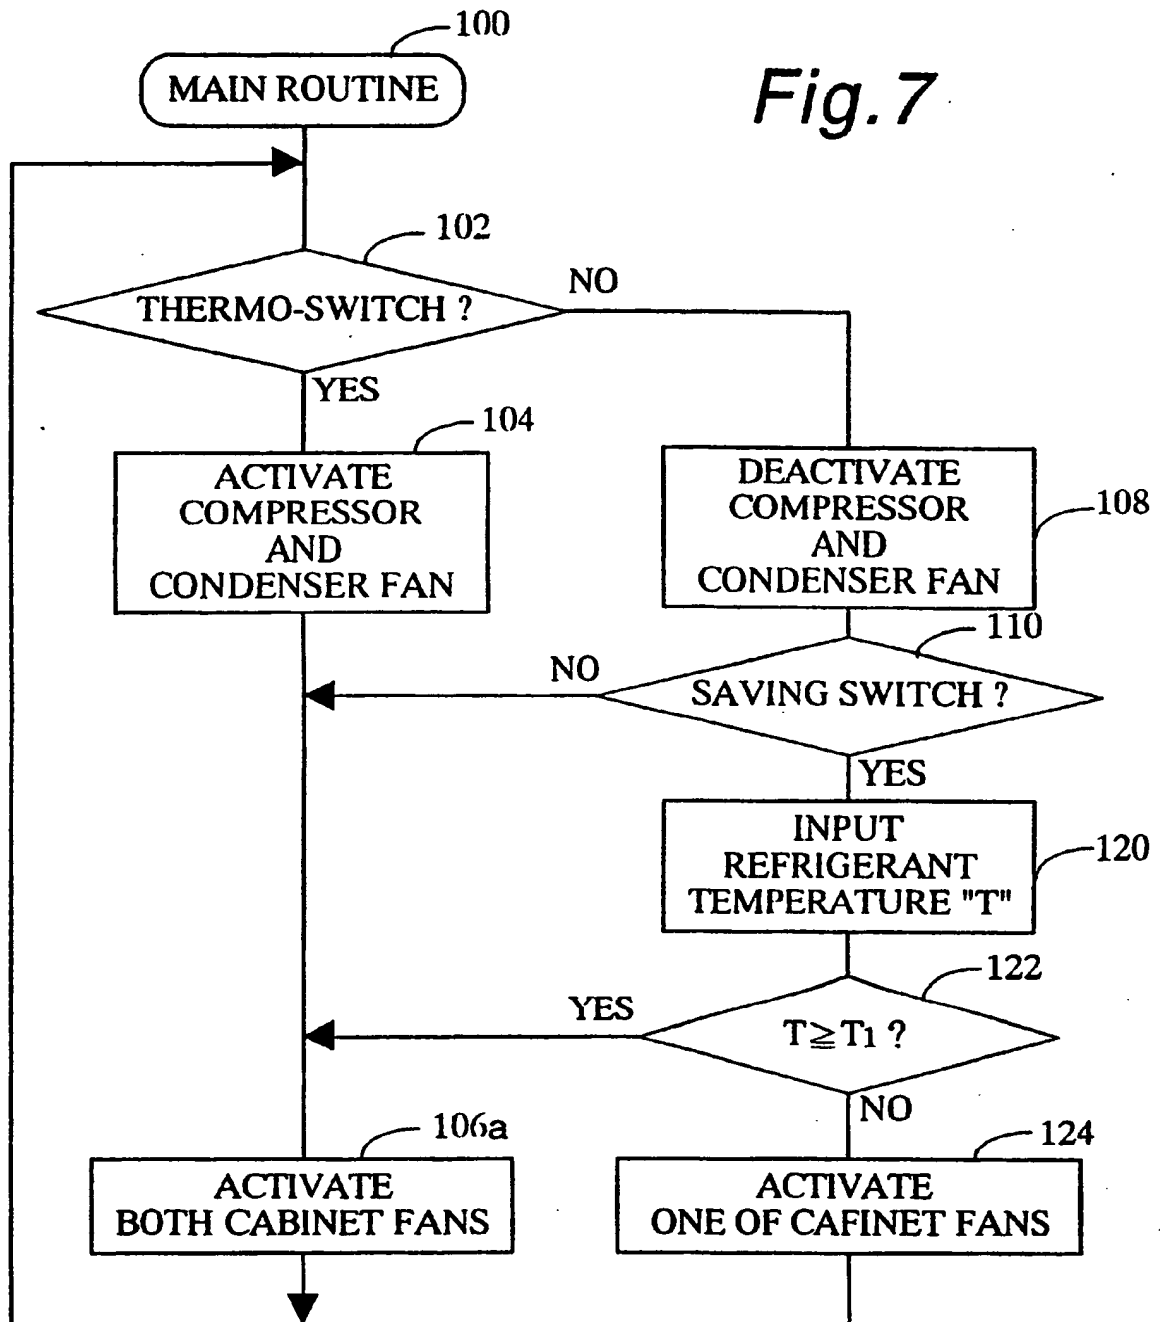 100
MAIN ROUTINE
Fig.7
102
THERMO-SWITCH ?
NO
YES
104
ACTIVATE
COMPRESSOR
AND
CONDENSER FAN
DEACTIVATE
COMPRESSOR
AND
CONDENSER FAN
108
110
NO
SAVING SWITCH ?
YES
INPUT
REFRIGERANT
TEMPERATURE "T"
120
122
YES
T≧T1 ?
NO
106a
ACTIVATE
BOTH CABINET FANS
124
ACTIVATE
ONE OF CAFINET FANS